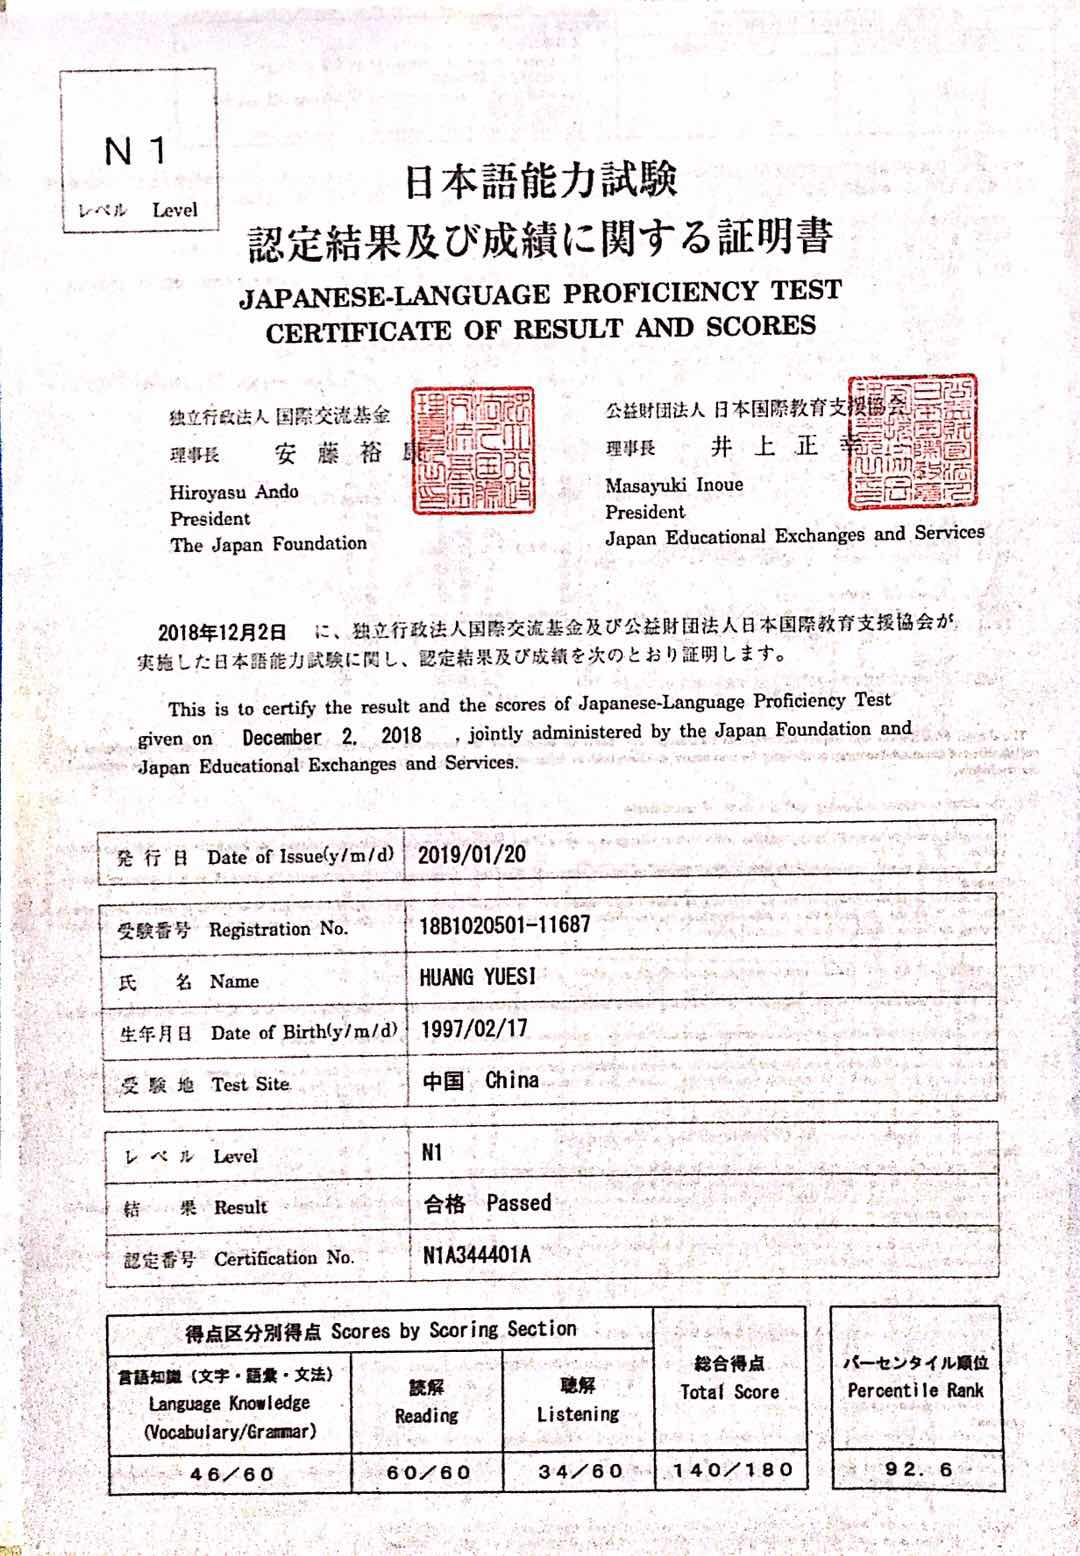 N 1
レベル Level
日本語能力試験
認定結果及び成績に関する証明書
JAPANESE-LANGUAGE PROFICIENCY TEST
CERTIFICATE OF RESULT AND SCORES
独立行政法人 国際交流基金
理事長 安藤裕康
Hiroyasu Ando
President
The Japan Foundation
公益財団法人 日本国際教育支援協会
理事長 井上正幸
Masayuki Inoue
President
Japan Educational Exchanges and Services
2018年12月2日 に、独立行政法人国際交流基金及び公益財団法人日本国際教育支援協会が
実施した日本語能力試験に関し、認定結果及び成績を次のとおり証明します。
This is to certify the result and the scores of Japanese-Language Proficiency Test
given on December 2, 2018 , jointly administered by the Japan Foundation and
Japan Educational Exchanges and Services.
発行日 Date of Issue(y/m/d) 2019/01/20
受験番号 Registration No. 18B1020501-11687
氏名 Name HUANG YUESI
生年月日 Date of Birth(y/m/d) 1997/02/17
受験地 Test Site 中国 China
レベル Level N1
結果 Result 合格 Passed
認定番号 Certification No. N1A344401A
得点区分別得点 Scores by Scoring Section
言語知識（文字・語彙・文法）
Language Knowledge
(Vocabulary/Grammar)
読解
Reading
聴解
Listening
総合得点
Total Score
パーセンタイル順位
Percentile Rank
46/60 60/60 34/60 140/180 92.6